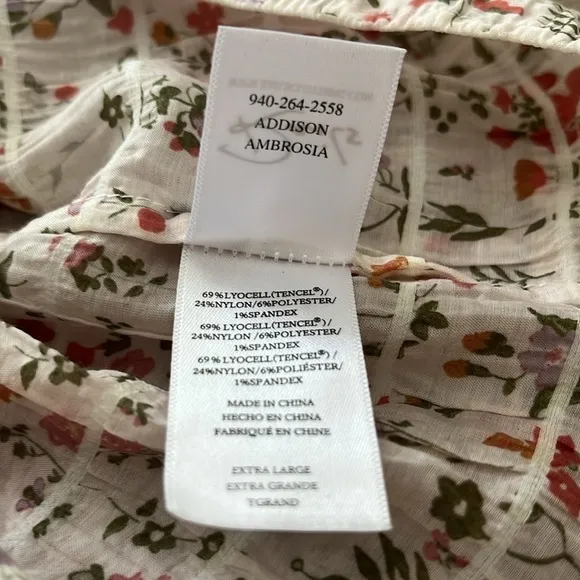 940-264-2558
ADDISON
AMBROSIA
69%LYOCELL(TENCEL®)/
24%NYLON/6%POLYESTER/
1%SPANDEX
69%LYOCELL(TENCEL®)/
24%NYLON/6%POLYESTER/
1%SPANDEX
69%LYOCELL(TENCEL®)/
24%NYLON/6%POLIÉSTER/
1%SPANDEX
MADE IN CHINA
HECHO EN CHINA
FABRIQUÉ EN CHINE
EXTRA LARGE
EXTRA GRANDE
TGRAND